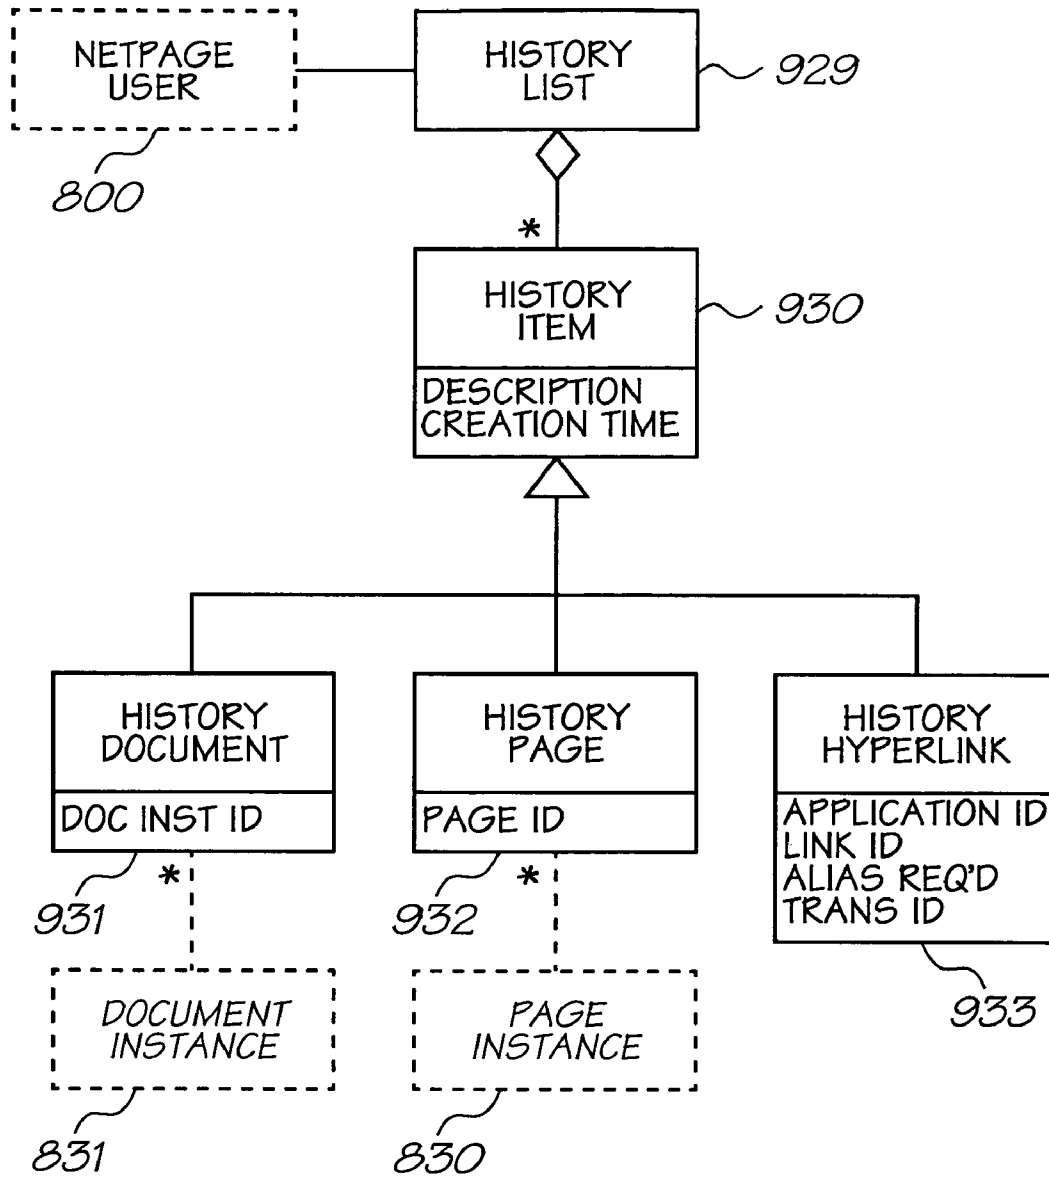 NETPAGE
USER
800
HISTORY
LIST
929
*
HISTORY
ITEM
930
DESCRIPTION
CREATION TIME
HISTORY
DOCUMENT
DOC INST ID
931
*
HISTORY
PAGE
PAGE ID
932
*
HISTORY
HYPERLINK
APPLICATION ID
LINK ID
ALIAS REQ'D
TRANS ID
933
DOCUMENT
INSTANCE
831
PAGE
INSTANCE
830